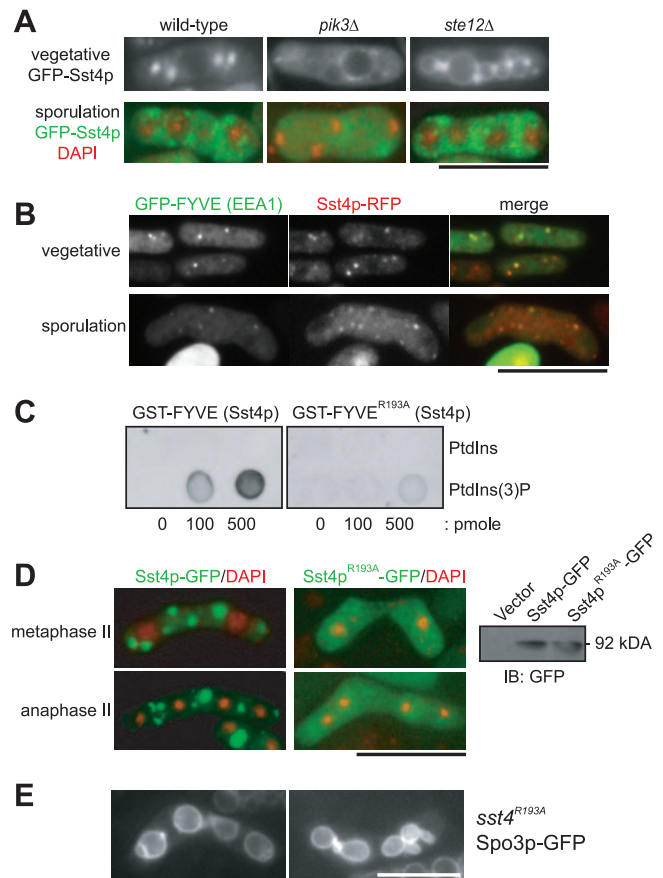 A
wild-type
pik3Δ
ste12Δ
vegetative
GFP-Sst4p
sporulation
GFP-Sst4p
DAPI
B
GFP-FYVE (EEA1)
Sst4p-RFP
merge
vegetative
sporulation
C
GST-FYVE (Sst4p)
GST-FYVE^R193A (Sst4p)
PtdIns
PtdIns(3)P
0 100 500 0 100 500 : pmole
D
Sst4p-GFP/DAPI
Sst4p^R193A-GFP/DAPI
metaphase II
anaphase II
Vector
Sst4p-GFP
Sst4p^R193A-GFP
- 92 kDA
IB: GFP
E
sst4^R193A
Spo3p-GFP